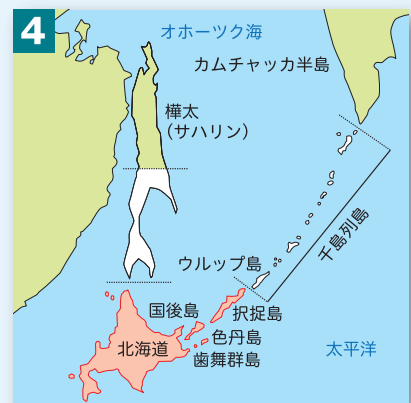 4
オホーツク海
カムチャッカ半島
樺太
（サハリン）
千島列島
ウルップ島
国後島
択捉島
色丹島
北海道
歯舞群島
太平洋